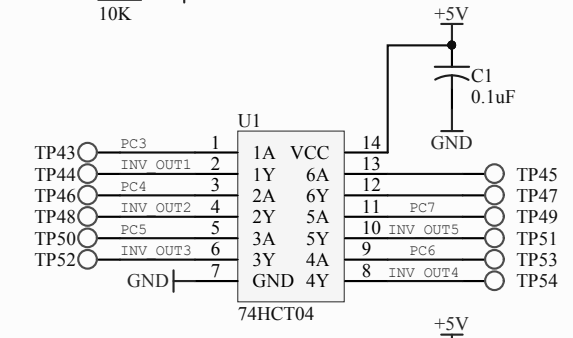 10K
+5V
C1
0.1uF
GND
U1
TP43 PC3 1 1A VCC 14
TP44 INV_OUT1 2 1Y 6A 13 TP45
TP46 PC4 3 2A 6Y 12 TP47
TP48 INV_OUT2 4 2Y 5A 11 PC7 TP49
TP50 PC5 5 3A 5Y 10 INV_OUT5 TP51
TP52 INV_OUT3 6 3Y 4A 9 PC6 TP53
GND 7 GND 4Y 8 INV_OUT4 TP54
74HCT04
+5V